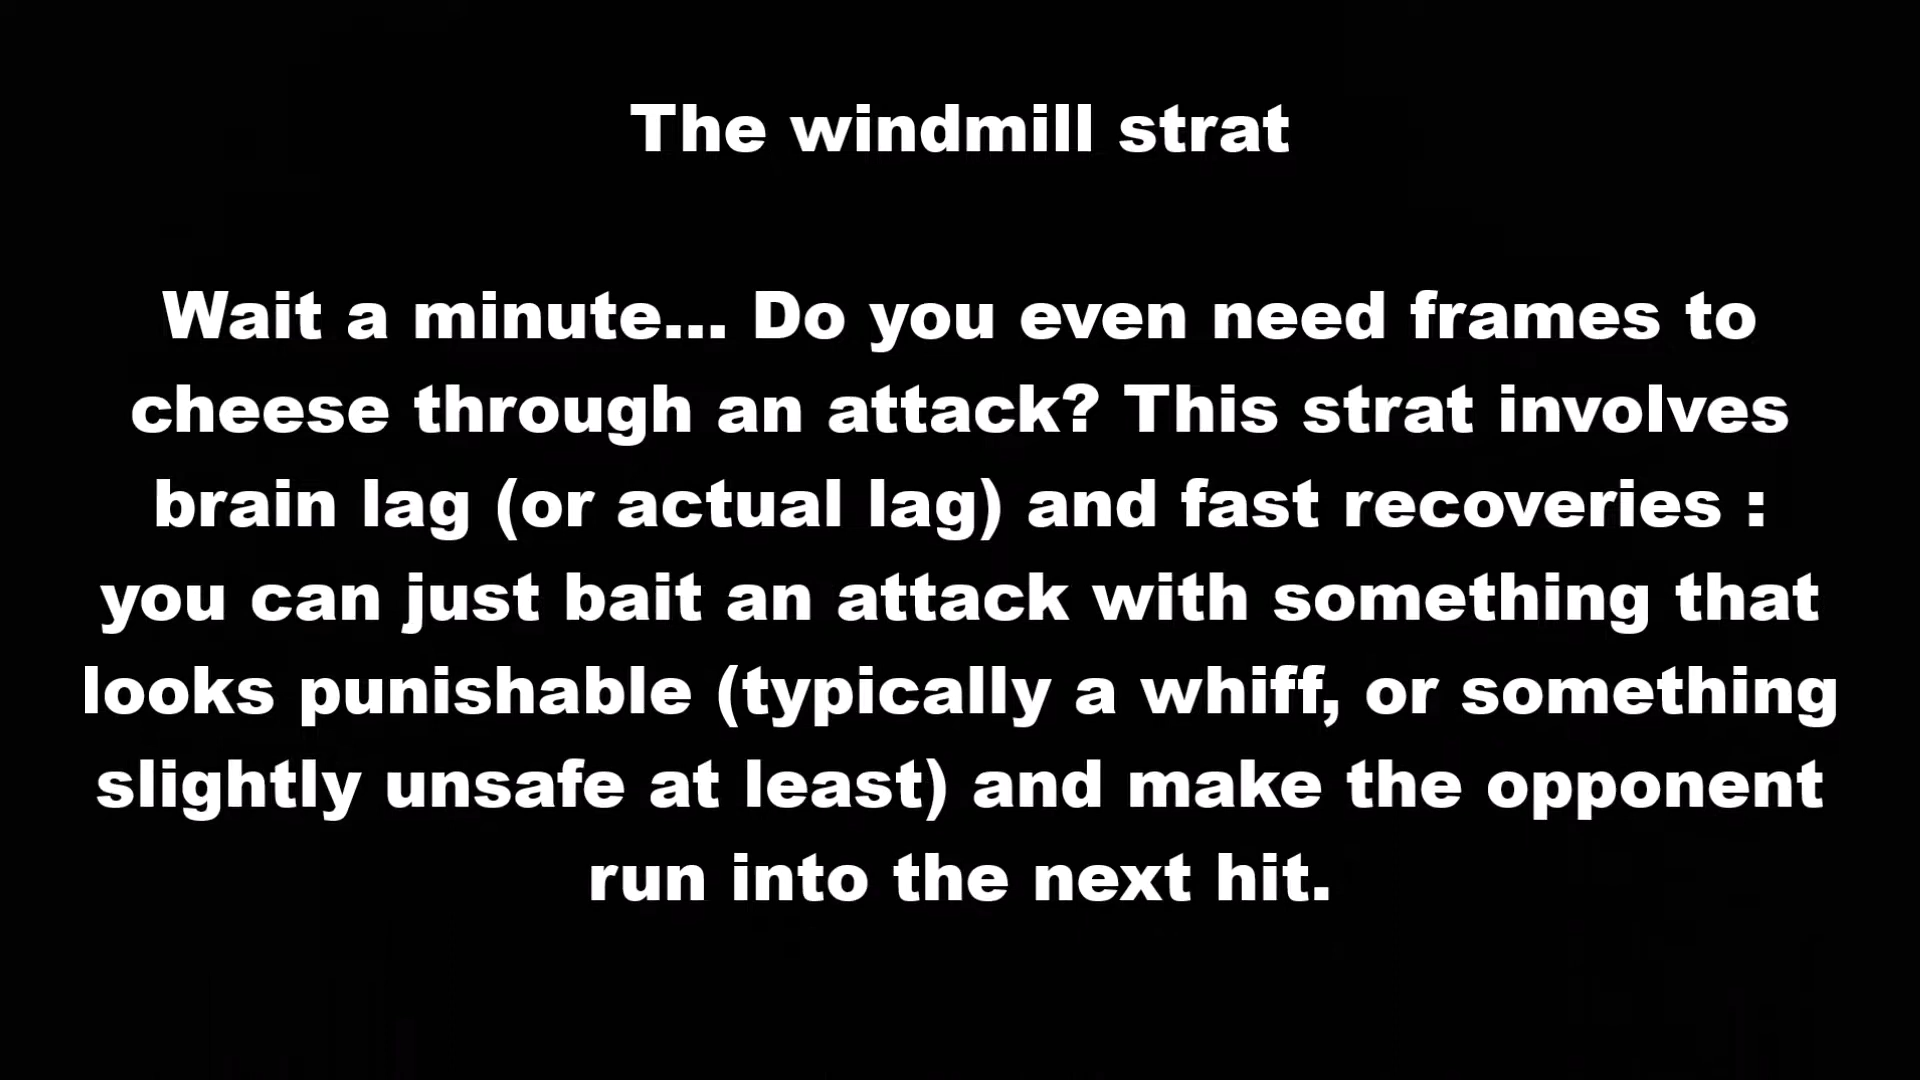 The windmill strat
Wait a minute... Do you even need frames to
cheese through an attack? This strat involves
brain lag (or actual lag) and fast recoveries :
you can just bait an attack with something that
looks punishable (typically a whiff, or something
slightly unsafe at least) and make the opponent
run into the next hit.